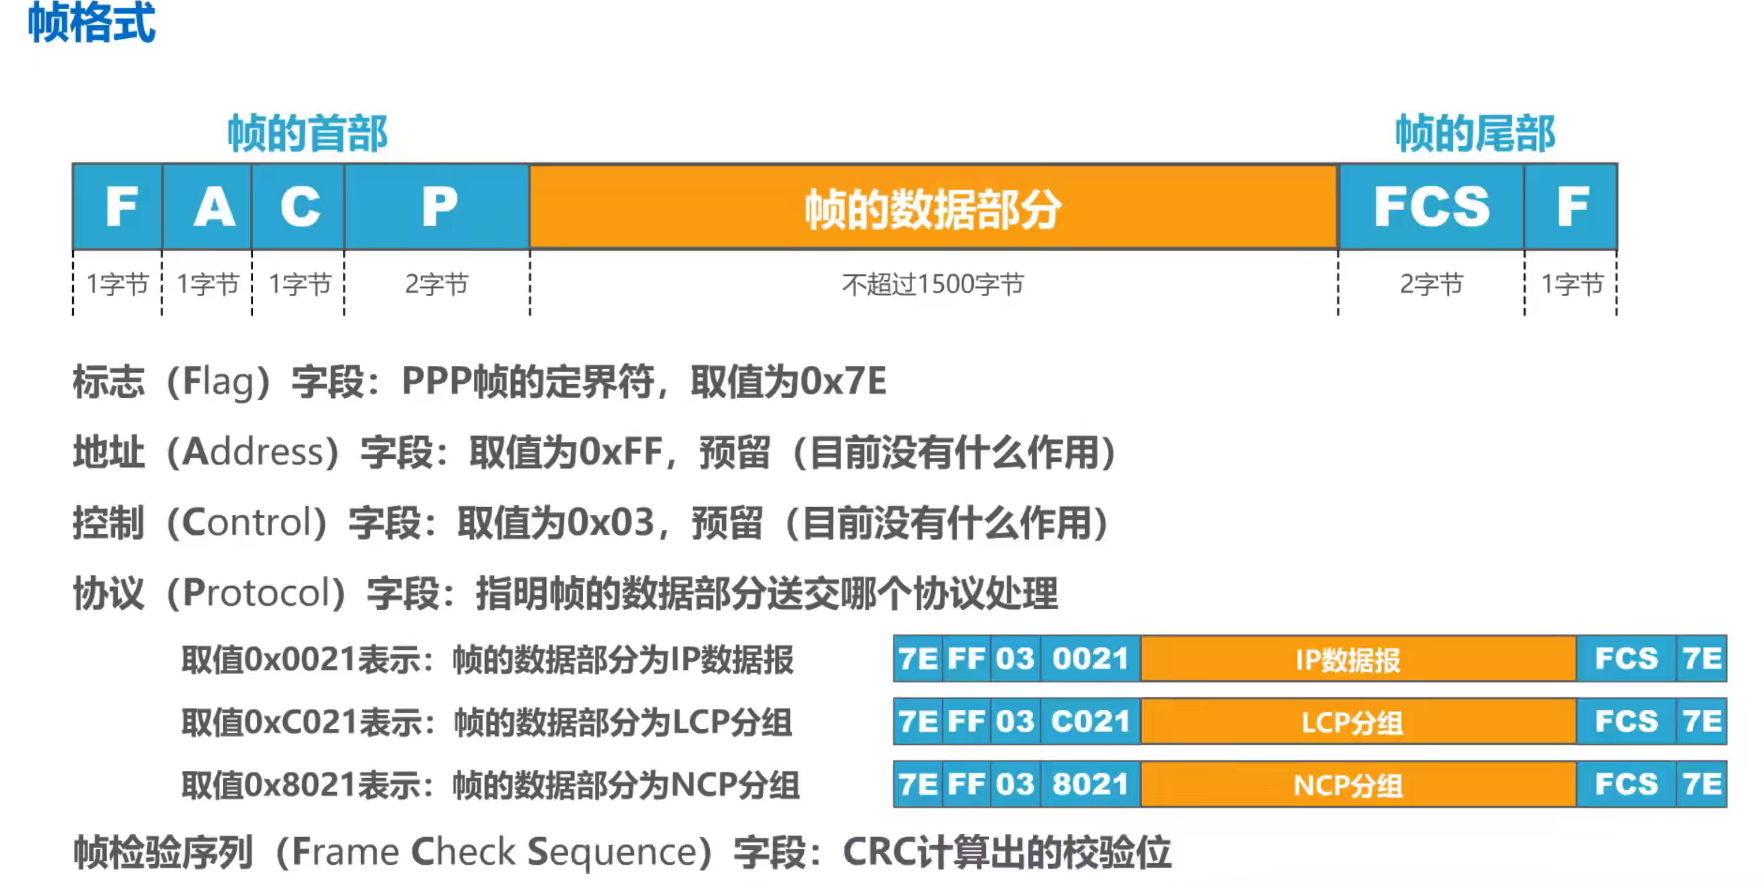 帧格式
帧的首部 帧的尾部
F A C P 帧的数据部分 FCS F
1字节 1字节 1字节 2字节 不超过1500字节 2字节 1字节
标志（Flag）字段：PPP帧的定界符，取值为0x7E
地址（Address）字段：取值为0xFF，预留（目前没有什么作用）
控制（Control）字段：取值为0x03，预留（目前没有什么作用）
协议（Protocol）字段：指明帧的数据部分送交哪个协议处理
取值0x0021表示：帧的数据部分为IP数据报 7E FF 03 0021 IP数据报 FCS 7E
取值0xC021表示：帧的数据部分为LCP分组 7E FF 03 C021 LCP分组 FCS 7E
取值0x8021表示：帧的数据部分为NCP分组 7E FF 03 8021 NCP分组 FCS 7E
帧检验序列（Frame Check Sequence）字段：CRC计算出的校验位